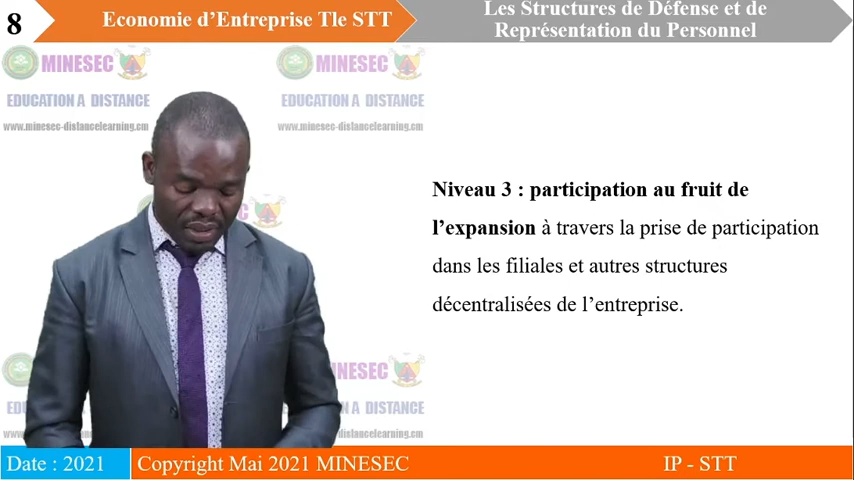 8
Economie d’Entreprise Tle STT
Les Structures de Défense et de
Représentation du Personnel
MINESEC
EDUCATION A DISTANCE
www.minesec-distancelearning.cm
MINESEC
EDUCATION A DISTANCE
www.minesec-distancelearning.cm
Niveau 3 : participation au fruit de
l’expansion à travers la prise de participation
dans les filiales et autres structures
décentralisées de l’entreprise.
Date : 2021
Copyright Mai 2021 MINESEC
IP - STT